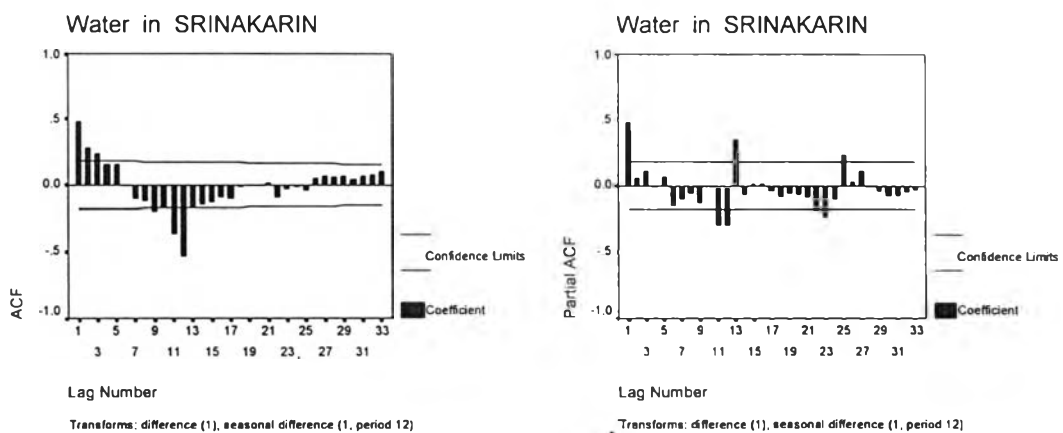 Water in SRINAKARIN
1.0
.5
0.0
-.5
-1.0
ACF
1 5 9 13 17 21 25 29 33
3 7 11 15 19 23 27 31
Lag Number
Confidence Limits
Coefficient
Transforms: difference (1), seasonal difference (1, period 12)
Water in SRINAKARIN
1.0
.5
0.0
-.5
-1.0
Partial ACF
1 5 9 13 17 21 25 29 33
3 7 11 15 19 23 27 31
Lag Number
Confidence Limits
Coefficient
Transforms: difference (1), seasonal difference (1, period 12)